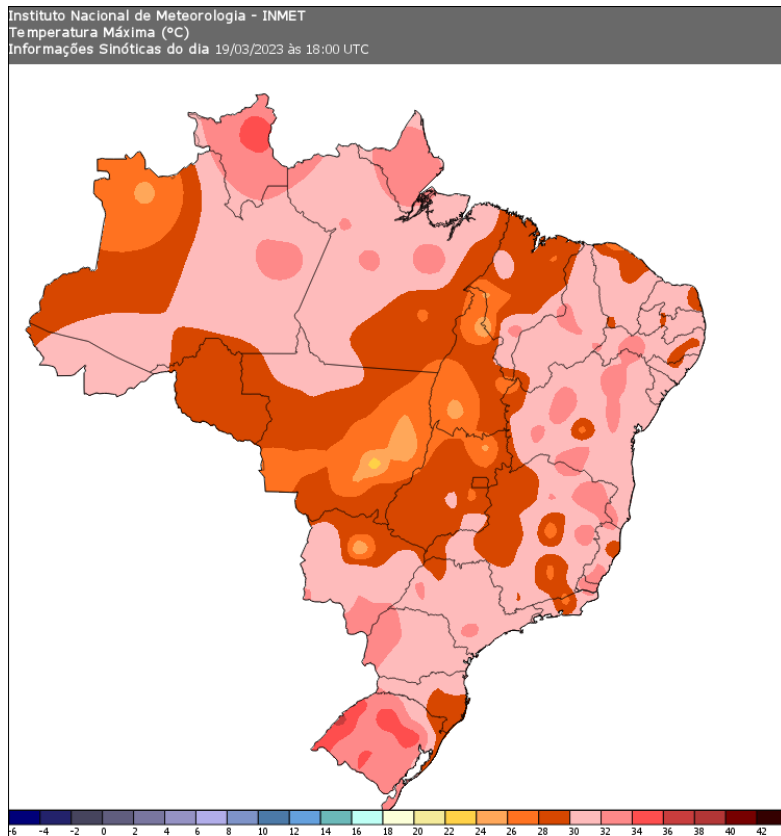 Instituto Nacional de Meteorologia - INMET
Temperatura Máxima (°C)
Informações Sinóticas do dia 19/03/2023 às 18:00 UTC
-6 -4 -2 0 2 4 6 8 10 12 14 16 18 20 22 24 26 28 30 32 34 36 38 40 42